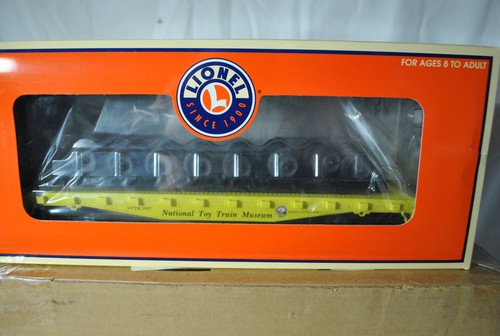 FOR AGES 8 TO ADULT
LIONEL
L
SINCE 1900
National Toy Train Museum